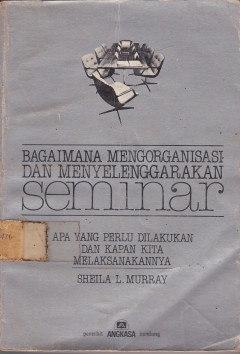 BAGAIMANA MENGORGANISASI
DAN MENYELENGGARAKAN
seminar
APA YANG PERLU DILAKUKAN
DAN KAPAN KITA
MELAKSANAKANNYA
SHEILA L. MURRAY
penerbit ANGKASA bandung